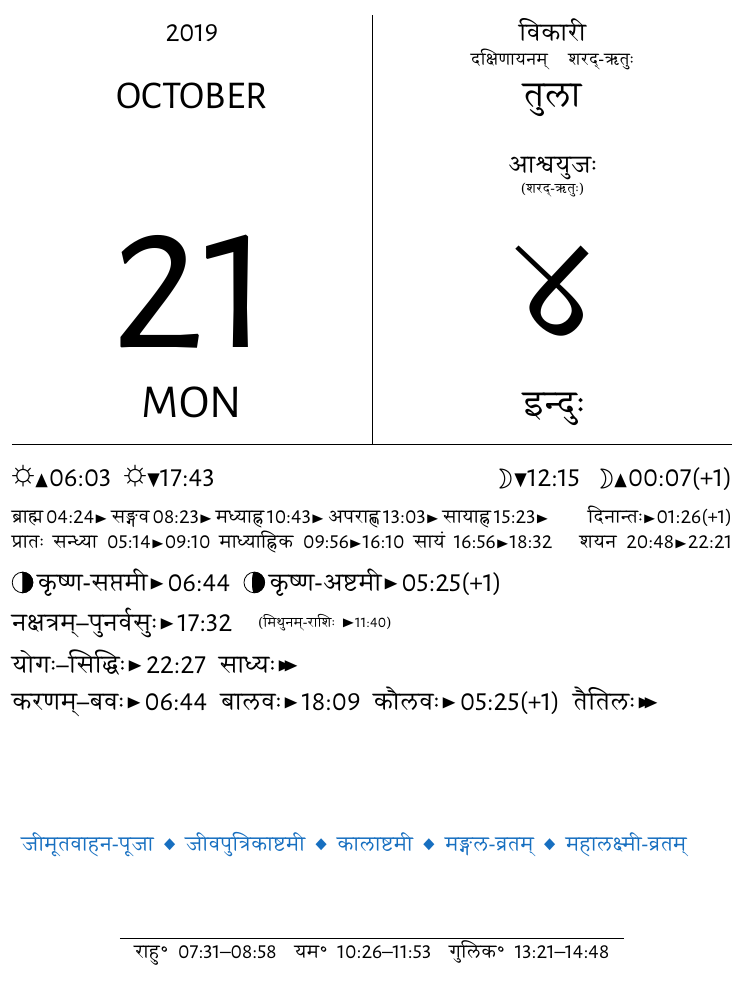 2019
OCTOBER
21
MON
विकारी
दक्षिणायनम् शरद्-ऋतुः
तुला
आश्वयुजः
(शरद्-ऋतुः)
४
इन्दुः
☼▲06:03 ☼▼17:43 ☽▼12:15 ☽▲00:07(+1)
ब्राह्म 04:24► सङ्गव 08:23► मध्याह्न 10:43► अपराह्ण 13:03► सायाह्न 15:23► दिनान्तः►01:26(+1)
प्रातः सन्ध्या 05:14►09:10 माध्याह्निक 09:56►16:10 सायं 16:56►18:32 शयन 20:48►22:21
कृष्ण-सप्तमी► 06:44 कृष्ण-अष्टमी► 05:25(+1)
नक्षत्रम्–पुनर्वसुः►17:32 (मिथुनम्-राशिः ►11:40)
योगः–सिद्धिः► 22:27 साध्यः►►
करणम्–बवः►06:44 बालवः►18:09 कौलवः► 05:25(+1) तैतिलः►►
जीमूतवाहन-पूजा ◆ जीवपुत्रिकाष्टमी ◆ कालाष्टमी ◆ मङ्गल-व्रतम् ◆ महालक्ष्मी-व्रतम्
राहु॰ 07:31–08:58 यम॰ 10:26–11:53 गुलिक॰ 13:21–14:48